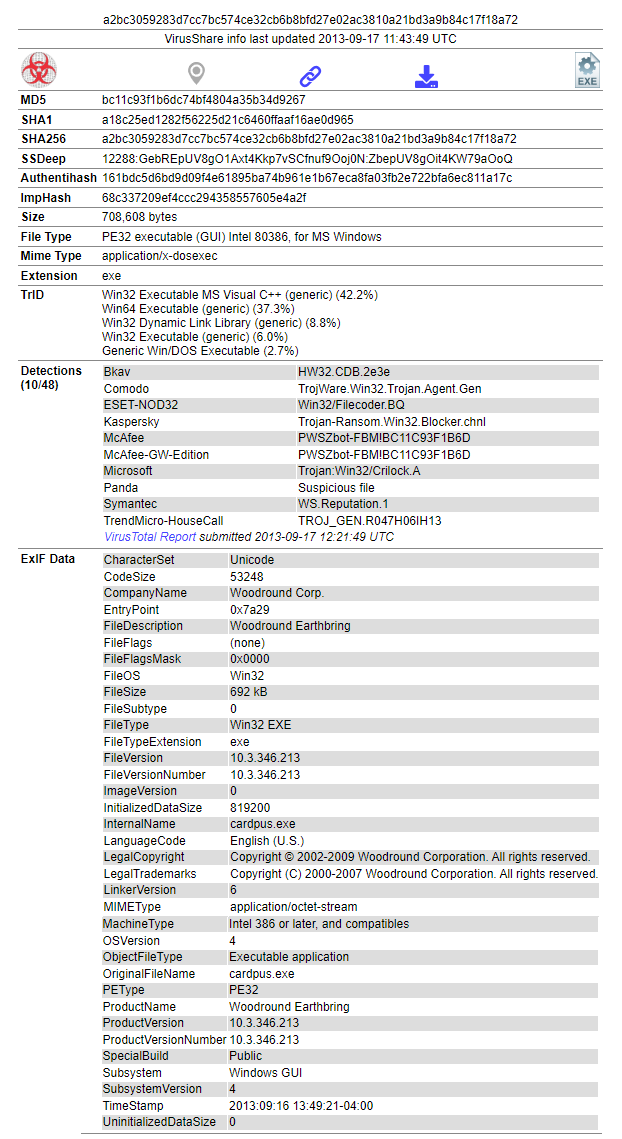 a2bc3059283d7cc7bc574ce32cb6b8bfd27e02ac3810a21bd3a9b84c17f18a72
VirusShare info last updated 2013-09-17 11:43:49 UTC
EXE
MD5 bc11c93f1b6dc74bf4804a35b34d9267
SHA1 a18c25ed1282f56225d21c6460ffaaf16ae0d965
SHA256 a2bc3059283d7cc7bc574ce32cb6b8bfd27e02ac3810a21bd3a9b84c17f18a72
SSDeep 12288:GebREpUV8gO1Axt4Kkp7vSCfnuf9Ooj0N:ZbepUV8gOit4KW79aOoQ
Authentihash 161bdc5d6bd9d09f4e61895ba74b961e1b67eca8fa03fb2e722bfa6ec811a17c
ImpHash 68c337209ef4ccc294358557605e4a2f
Size 708,608 bytes
File Type PE32 executable (GUI) Intel 80386, for MS Windows
Mime Type application/x-dosexec
Extension exe
TrID Win32 Executable MS Visual C++ (generic) (42.2%)
Win64 Executable (generic) (37.3%)
Win32 Dynamic Link Library (generic) (8.8%)
Win32 Executable (generic) (6.0%)
Generic Win/DOS Executable (2.7%)
Detections (10/48)
Bkav HW32.CDB.2e3e
Comodo TrojWare.Win32.Trojan.Agent.Gen
ESET-NOD32 Win32/Filecoder.BQ
Kaspersky Trojan-Ransom.Win32.Blocker.chnl
McAfee PWSZbot-FBM!BC11C93F1B6D
McAfee-GW-Edition PWSZbot-FBM!BC11C93F1B6D
Microsoft Trojan:Win32/Crilock.A
Panda Suspicious file
Symantec WS.Reputation.1
TrendMicro-HouseCall TROJ_GEN.R047H06IH13
VirusTotal Report submitted 2013-09-17 12:21:49 UTC
ExIF Data
CharacterSet Unicode
CodeSize 53248
CompanyName Woodround Corp.
EntryPoint 0x7a29
FileDescription Woodround Earthbring
FileFlags (none)
FileFlagsMask 0x0000
FileOS Win32
FileSize 692 kB
FileSubtype 0
FileType Win32 EXE
FileTypeExtension exe
FileVersion 10.3.346.213
FileVersionNumber 10.3.346.213
ImageVersion 0
InitializedDataSize 819200
InternalName cardpus.exe
LanguageCode English (U.S.)
LegalCopyright Copyright © 2002-2009 Woodround Corporation. All rights reserved.
LegalTrademarks Copyright (C) 2000-2007 Woodround Corporation. All rights reserved.
LinkerVersion 6
MIMEType application/octet-stream
MachineType Intel 386 or later, and compatibles
OSVersion 4
ObjectFileType Executable application
OriginalFileName cardpus.exe
PEType PE32
ProductName Woodround Earthbring
ProductVersion 10.3.346.213
ProductVersionNumber 10.3.346.213
SpecialBuild Public
Subsystem Windows GUI
SubsystemVersion 4
TimeStamp 2013:09:16 13:49:21-04:00
UninitializedDataSize 0